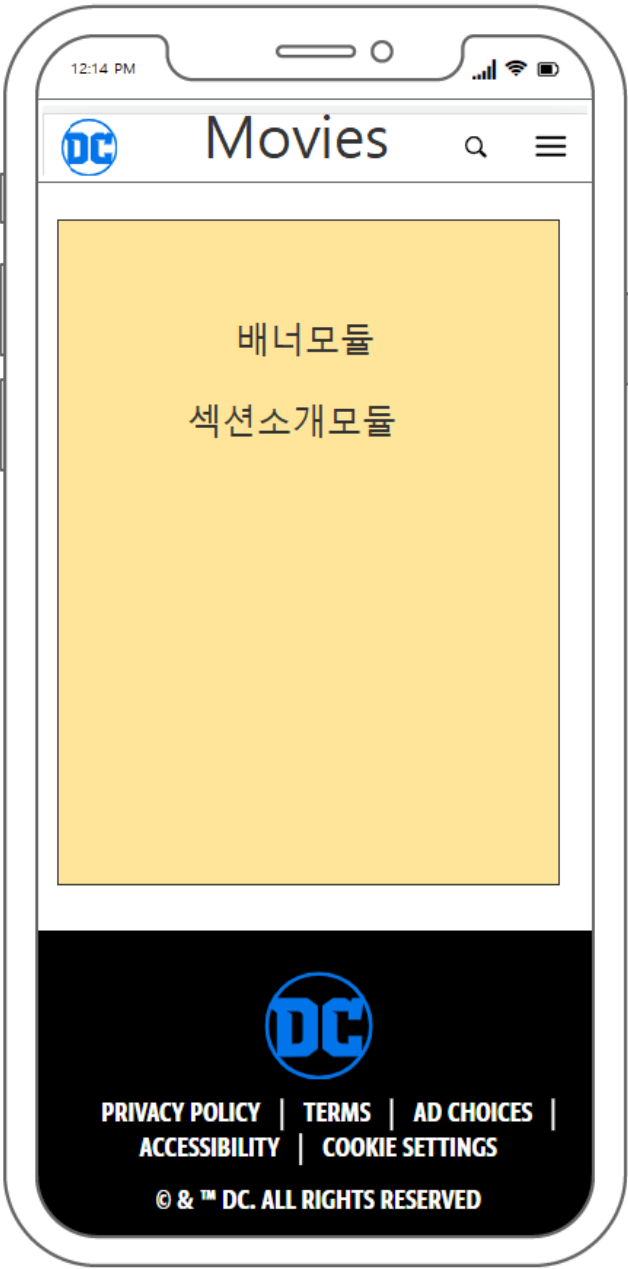 12:14 PM
DC Movies
배너모듈
섹션소개모듈
DC
PRIVACY POLICY | TERMS | AD CHOICES |
ACCESSIBILITY | COOKIE SETTINGS
© & ™ DC. ALL RIGHTS RESERVED